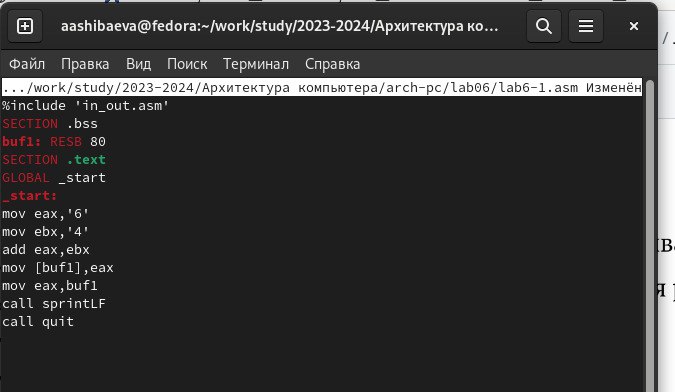 aashibaeva@fedora:~/work/study/2023-2024/Архитектура ко...
Файл Правка Вид Поиск Терминал Справка
.../work/study/2023-2024/Архитектура компьютера/arch-pc/lab06/lab6-1.asm Изменён
%include 'in_out.asm'
SECTION .bss
buf1: RESB 80
SECTION .text
GLOBAL _start
_start:
mov eax,'6'
mov ebx,'4'
add eax,ebx
mov [buf1],eax
mov eax,buf1
call sprintLF
call quit